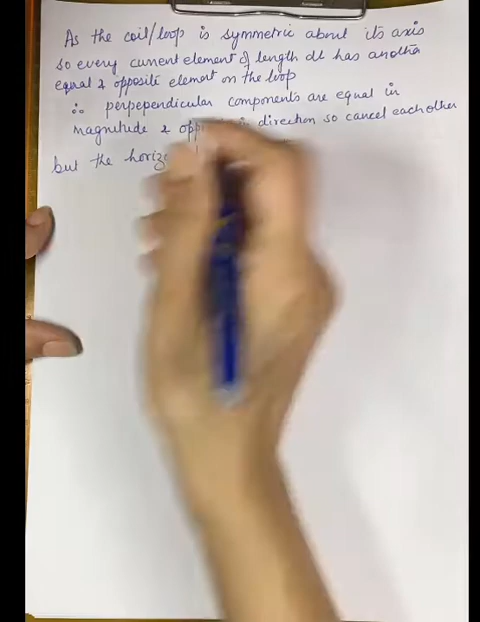 As the coil/loop is symmetric about its axis
so every current element of length dl has another
equal & opposite element on the loop
∴ perpependicular components are equal in
magnitude & direction so cancel each other
but the